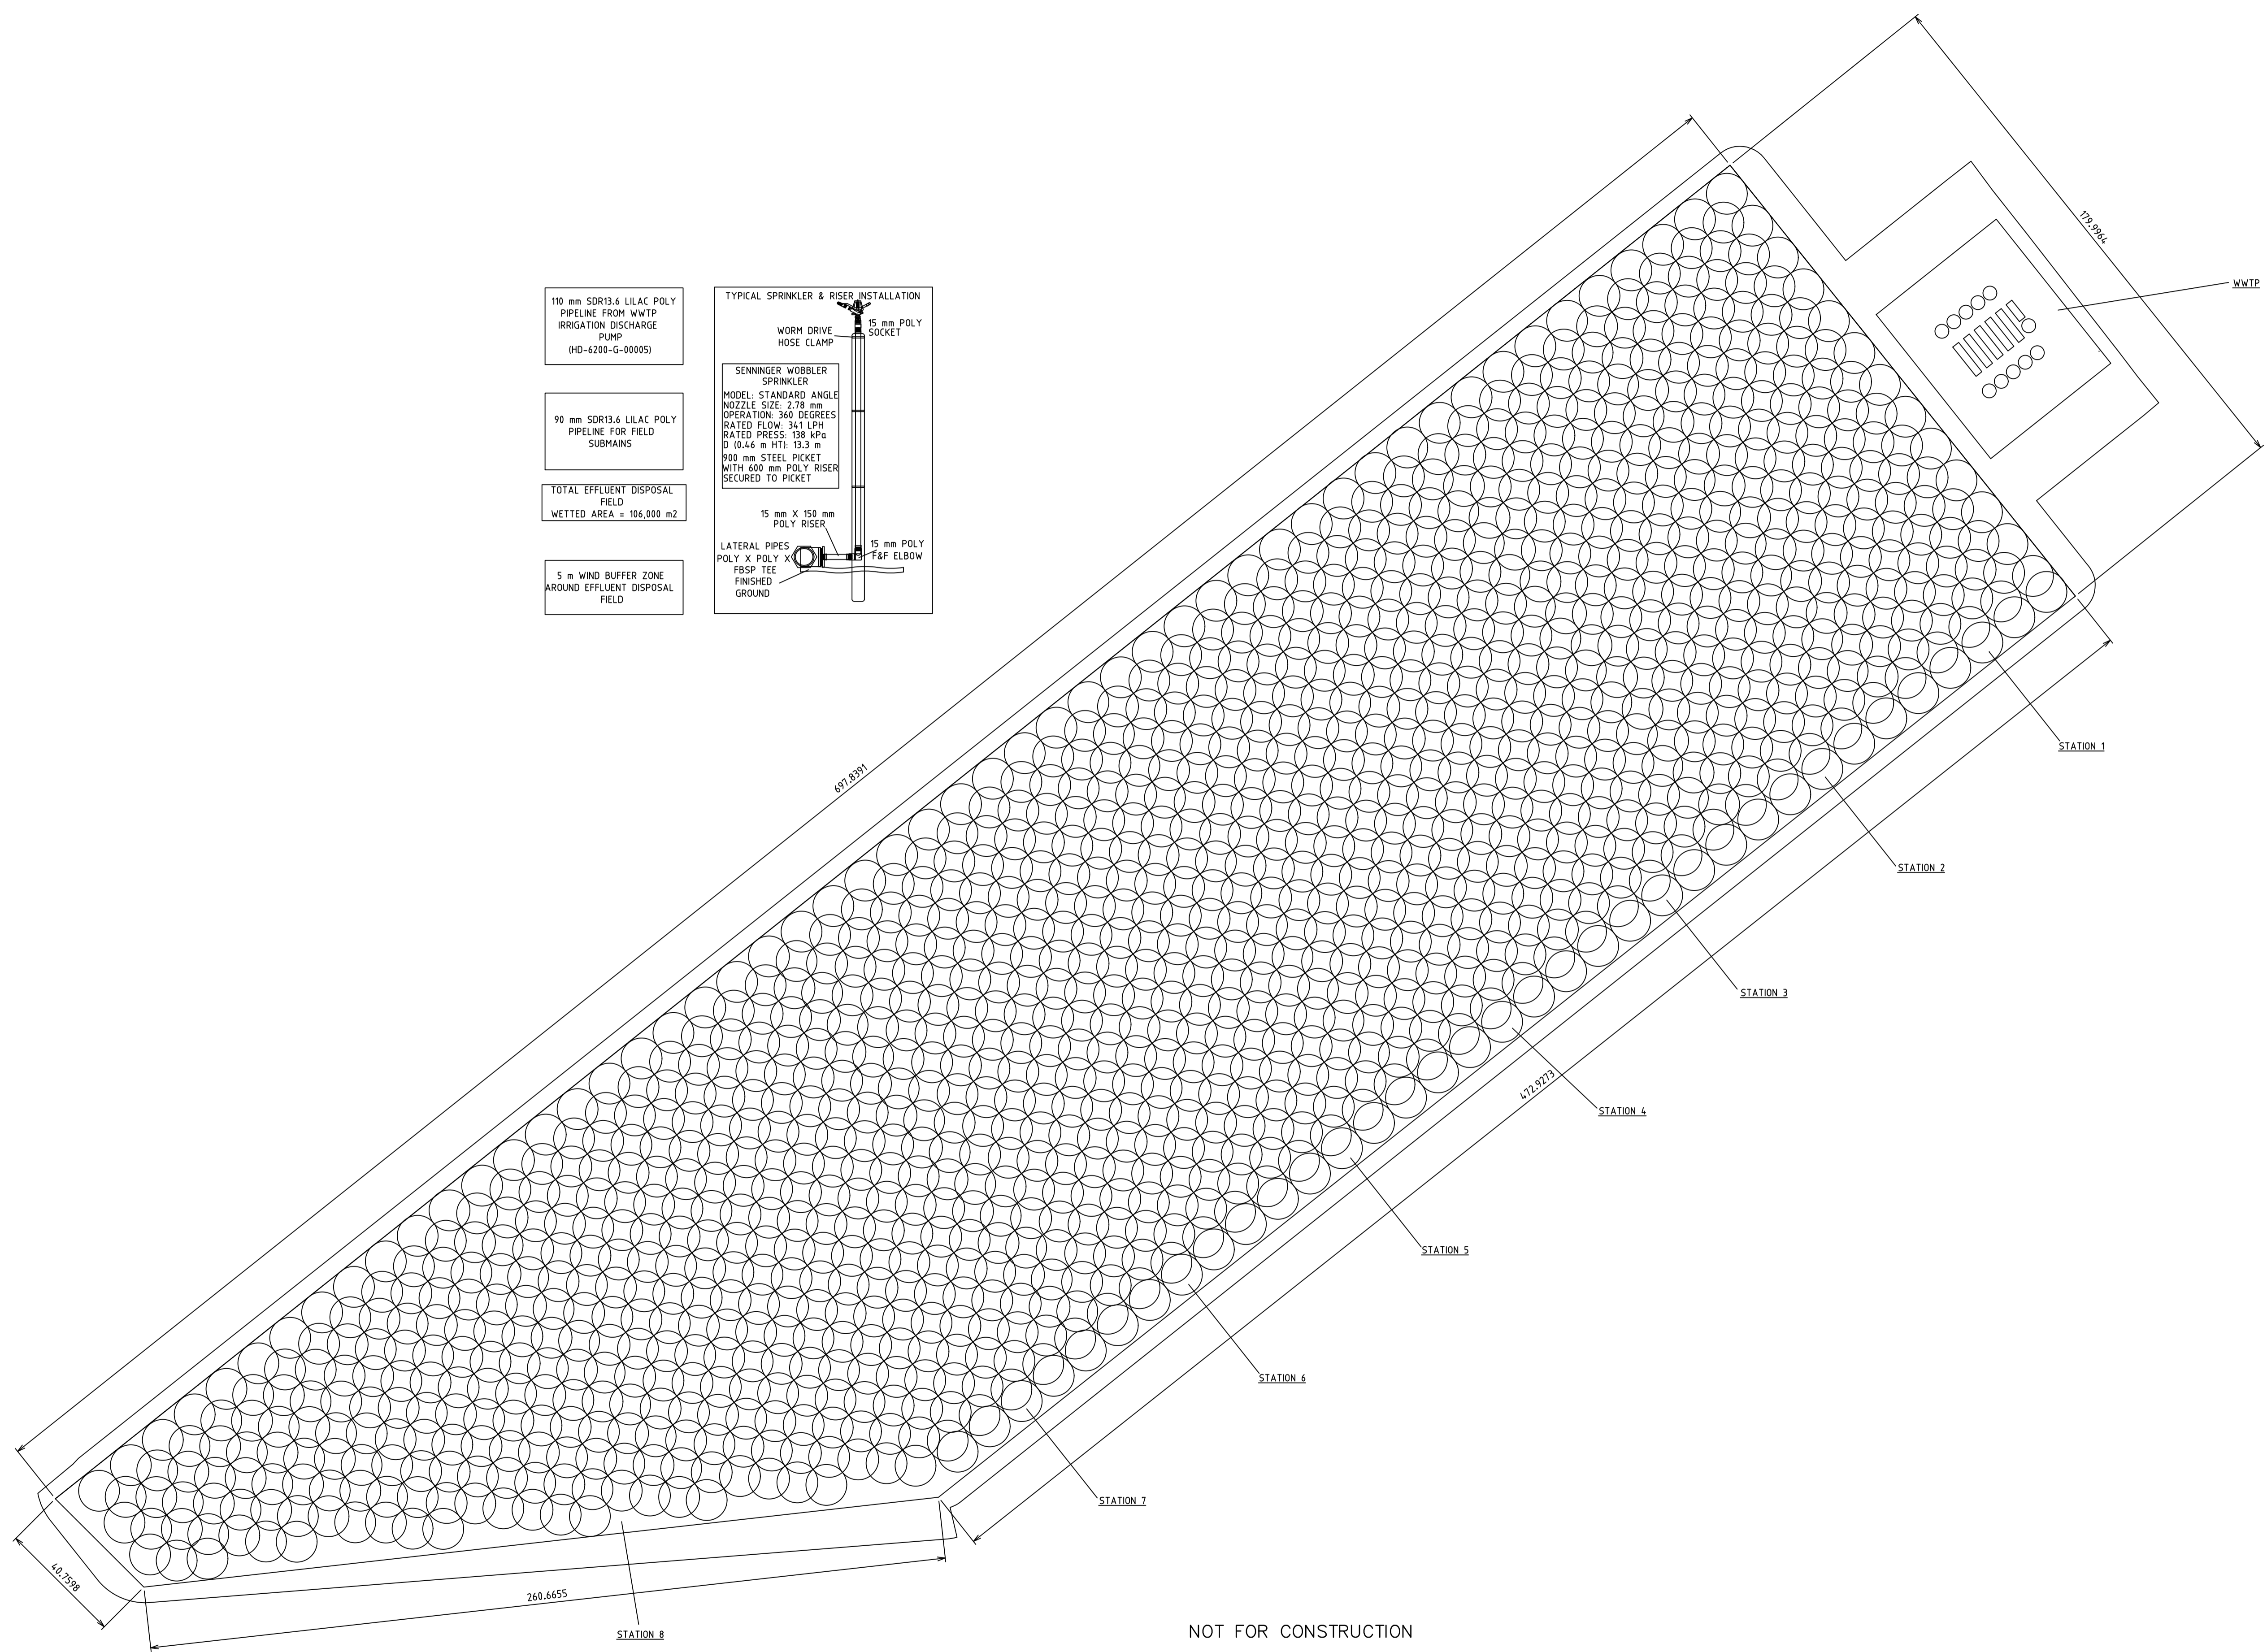 110 mm SDR13.6 LILAC POLY
PIPELINE FROM WWTP
IRRIGATION DISCHARGE
PUMP
(HD-6200-G-00005)
90 mm SDR13.6 LILAC POLY
PIPELINE FOR FIELD
SUBMAINS
TOTAL EFFLUENT DISPOSAL
FIELD
WETTED AREA = 106,000 m2
5 m WIND BUFFER ZONE
AROUND EFFLUENT DISPOSAL
FIELD
TYPICAL SPRINKLER & RISER INSTALLATION
15 mm POLY
SOCKET
WORM DRIVE
HOSE CLAMP
SENNINGER WOBBLER
SPRINKLER
MODEL: STANDARD ANGLE
NOZZLE SIZE: 2.78 mm
OPERATION: 360 DEGREES
RATED FLOW: 341 LPH
RATED PRESS: 138 kPa
D (0.46 m HT): 13.3 m
900 mm STEEL PICKET
WITH 600 mm POLY RISER
SECURED TO PICKET
15 mm X 150 mm
POLY RISER
15 mm POLY
F&F ELBOW
LATERAL PIPES
POLY X POLY X
FBSP TEE
FINISHED
GROUND
179.9964
WWTP
697.8391
STATION 1
STATION 2
STATION 3
472.9273
STATION 4
STATION 5
STATION 6
STATION 7
40.7598
260.6655
STATION 8
NOT FOR CONSTRUCTION